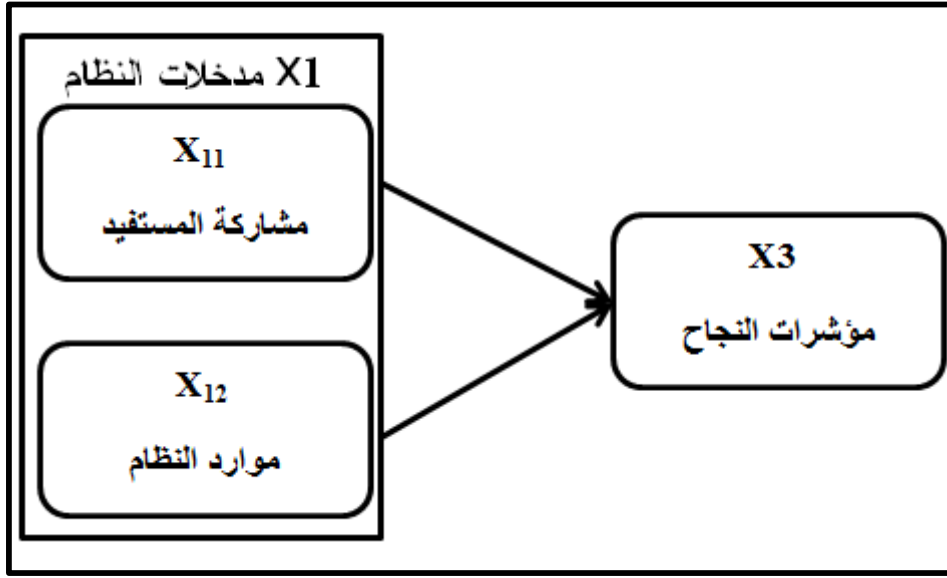 X1 مدخلات النظام
X11
مشاركة المستفيد
X12
موارد النظام
X3
مؤشرات النجاح